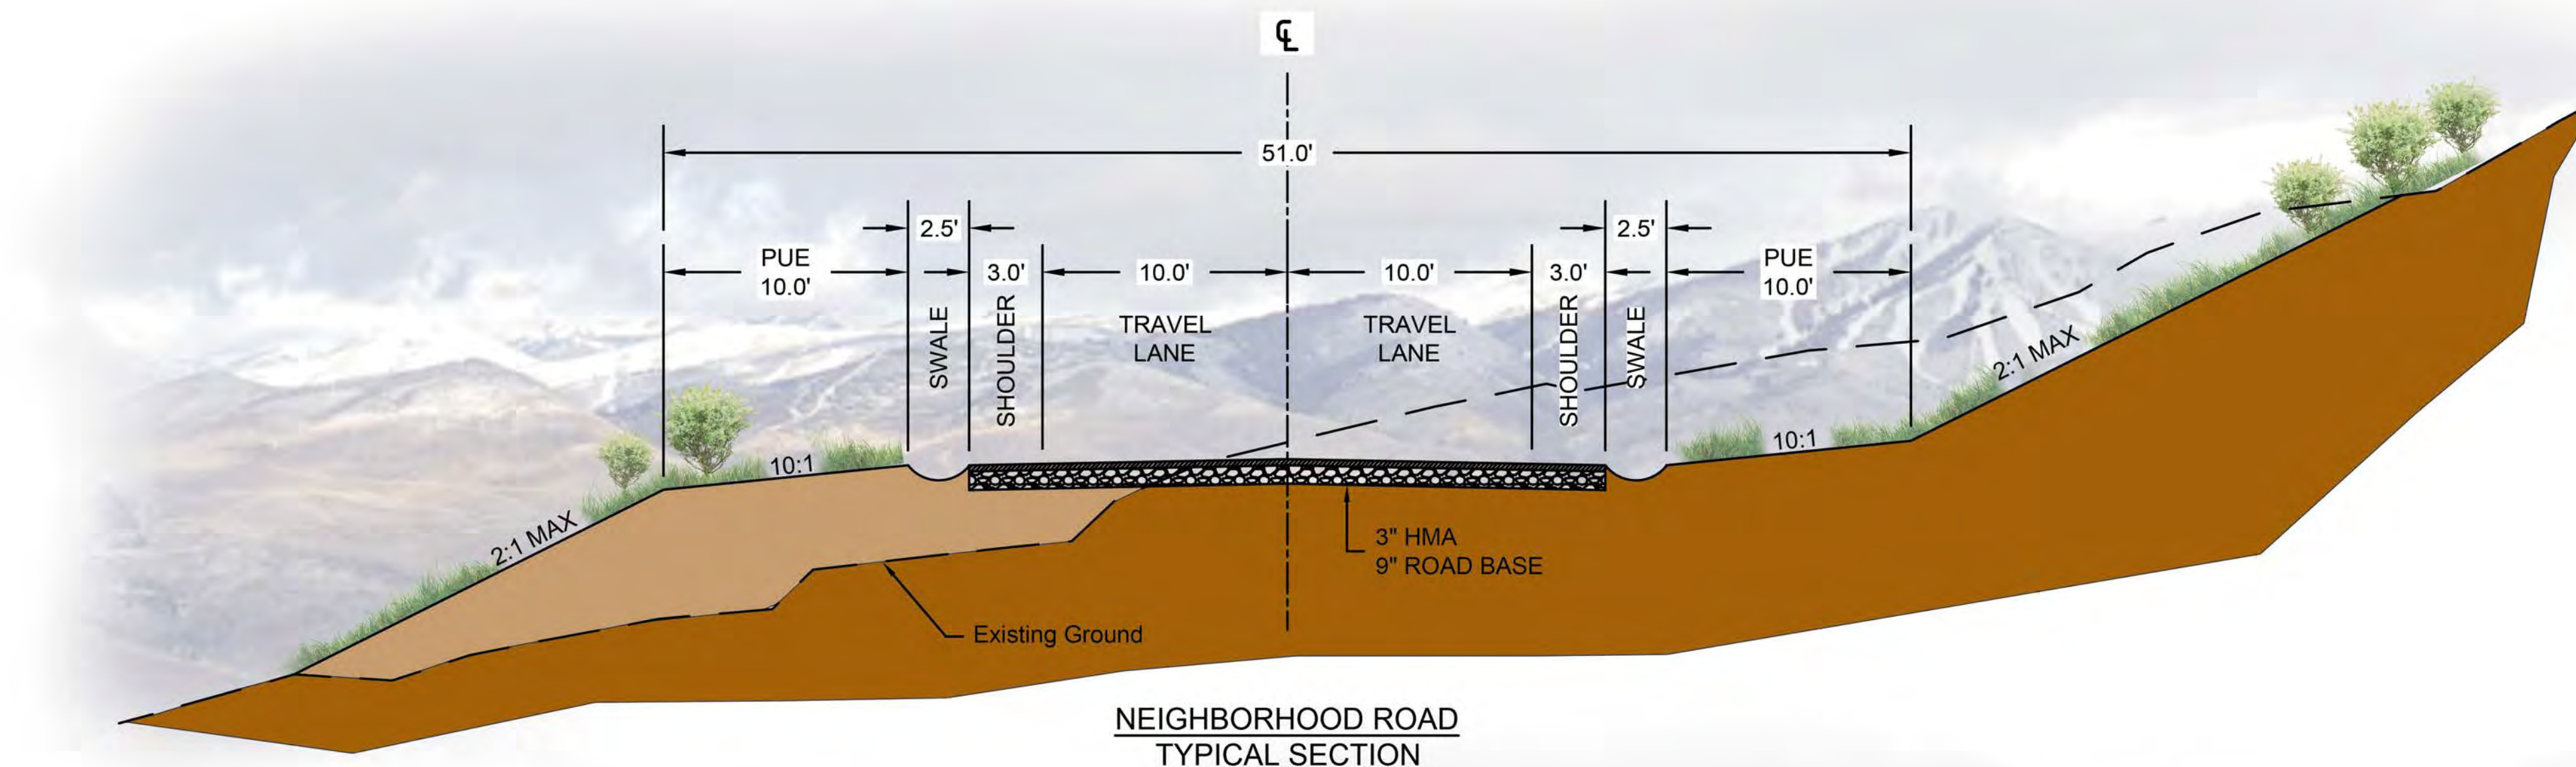 ℄
51.0'
2.5'
2.5'
PUE
10.0'
3.0'
10.0'
10.0'
3.0'
PUE
10.0'
SWALE
SHOULDER
TRAVEL
LANE
TRAVEL
LANE
SHOULDER
SWALE
2:1 MAX
10:1
10:1
2:1 MAX
3" HMA
9" ROAD BASE
Existing Ground
NEIGHBORHOOD ROAD
TYPICAL SECTION